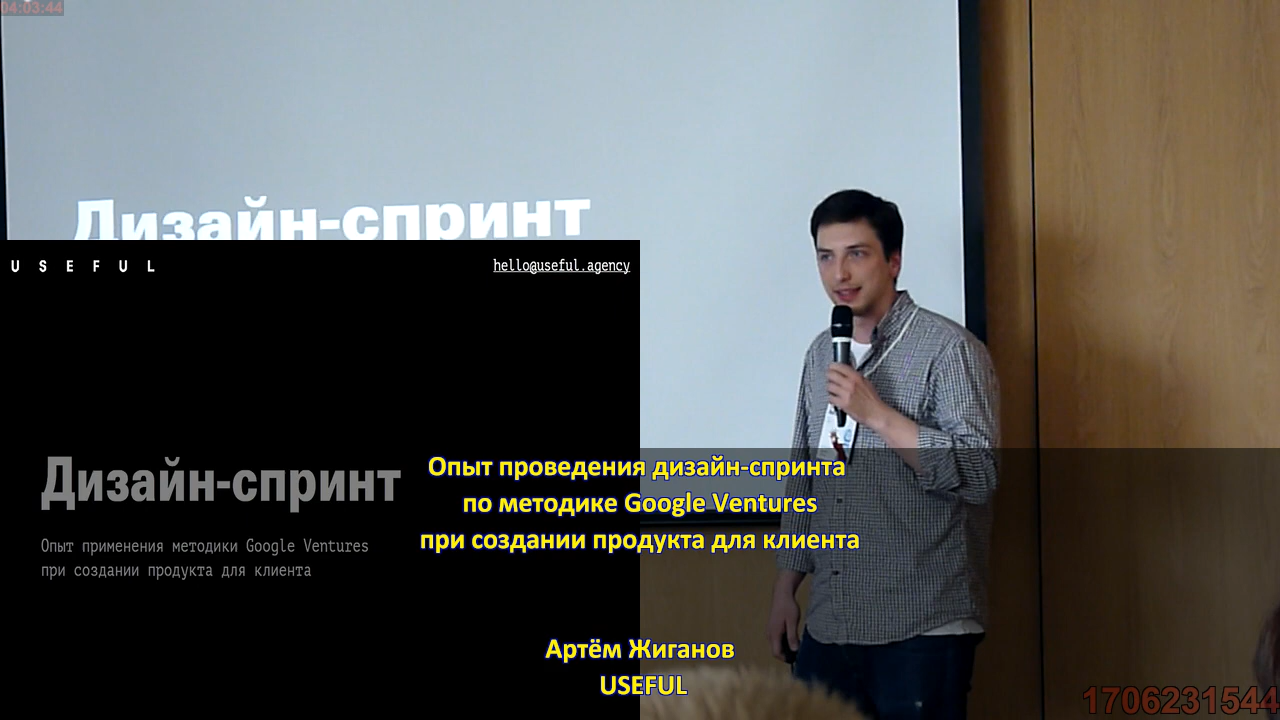 04:03:44
Дизайн-спринт
U S E F U L
hello@useful.agency
Дизайн-спринт
Опыт применения методики Google Ventures
при создании продукта для клиента
Опыт проведения дизайн-спринта
по методике Google Ventures
при создании продукта для клиента
Артём Жиганов
USEFUL
1706231544